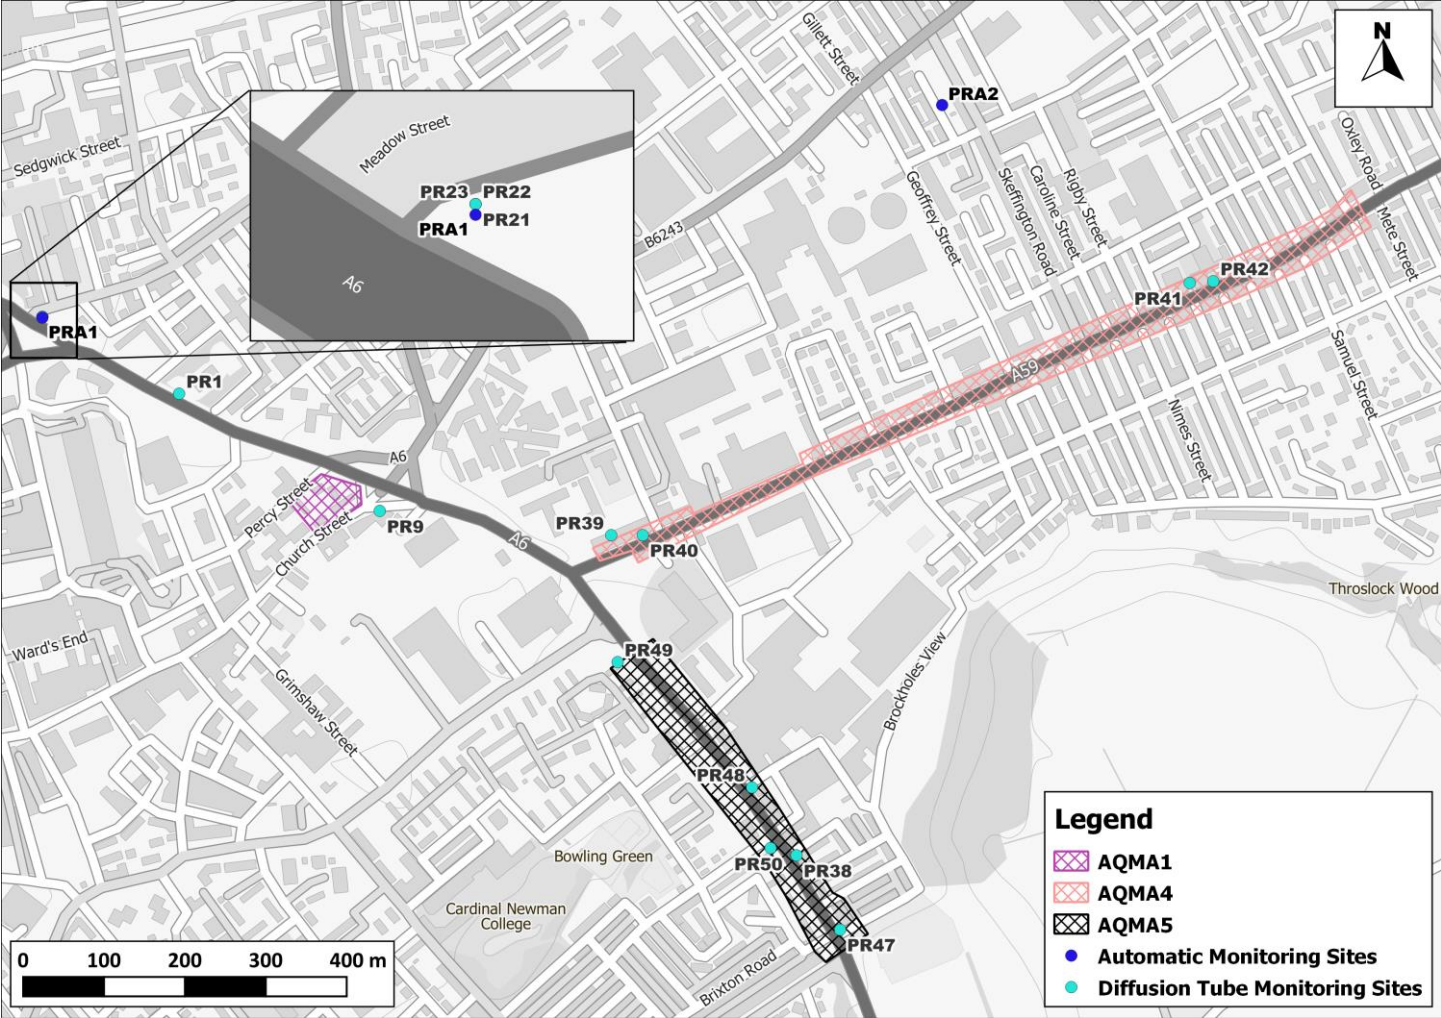 Gillett Street
N
PRA2
Sedgwick Street
Meadow Street
Oxley Road
PR23
PR22
PR21
PRA1
Geoffrey Street
Skeffington Road
Caroline Street
Rigby Street
Mete Street
B6243
A6
PR41
PR42
PRA1
Samuel Street
A59
PR1
Nimes Street
A6
Percy Street
Church Street
PR9
A6
PR39
PR40
Throslock Wood
Ward's End
Grimshaw Street
PR49
Brockholes View
PR48
Bowling Green
PR50
PR38
Cardinal Newman
College
PR47
Brixton Road
0 100 200 300 400 m
Legend
AQMA1
AQMA4
AQMA5
Automatic Monitoring Sites
Diffusion Tube Monitoring Sites